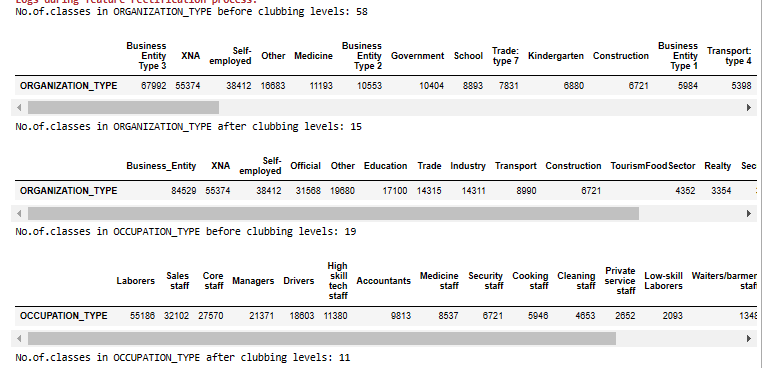 Logs during feature rectification process:
No.of.classes in ORGANIZATION_TYPE before clubbing levels: 58
Business Entity Type 3 XNA Self-employed Other Medicine Business Entity Type 2 Government School Trade: type 7 Kindergarten Construction Business Entity Type 1 Transport: type 4
ORGANIZATION_TYPE 67992 55374 38412 16683 11193 10553 10404 8893 7831 6880 6721 5984 5398
No.of.classes in ORGANIZATION_TYPE after clubbing levels: 15
Business_Entity XNA Self-employed Official Other Education Trade Industry Transport Construction TourismFoodSector Realty Sec
ORGANIZATION_TYPE 84529 55374 38412 31568 19680 17100 14315 14311 8990 6721 4352 3354
No.of.classes in OCCUPATION_TYPE before clubbing levels: 19
Laborers Sales staff Core staff Managers Drivers High skill tech staff Accountants Medicine staff Security staff Cooking staff Cleaning staff Private service staff Low-skill Laborers Waiters/barmen staff
OCCUPATION_TYPE 55186 32102 27570 21371 18603 11380 9813 8537 6721 5946 4653 2652 2093 1348
No.of.classes in OCCUPATION_TYPE after clubbing levels: 11